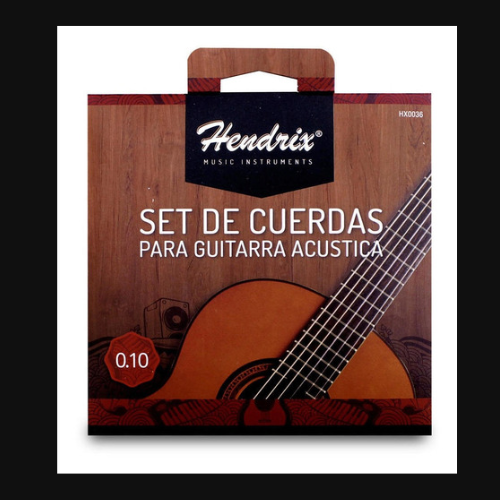 HX0036
Hendrix®
MUSIC INSTRUMENTS
SET DE CUERDAS
PARA GUITARRA ACUSTICA
0.10